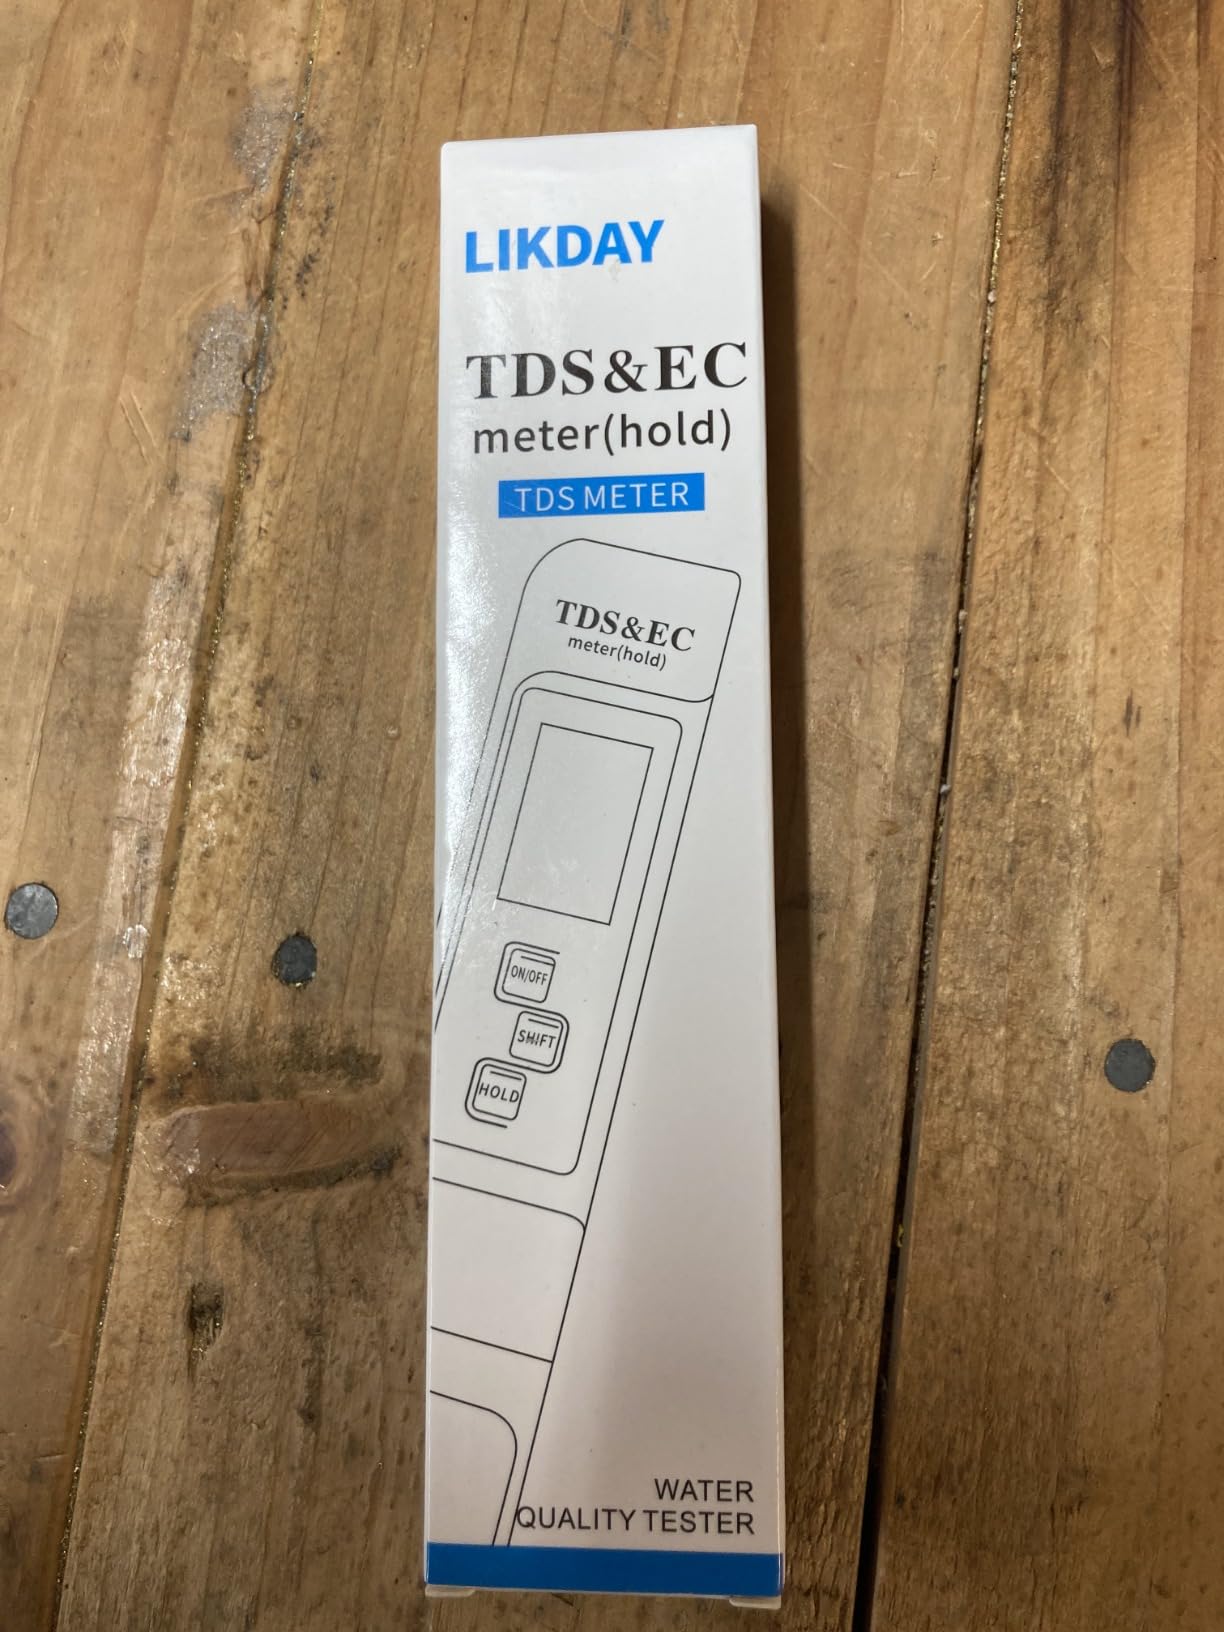 LIKDAY
TDS&EC
meter(hold)
TDS METER
TDS&EC
meter(hold)
ON/OFF
SHIFT
HOLD
WATER
QUALITY TESTER